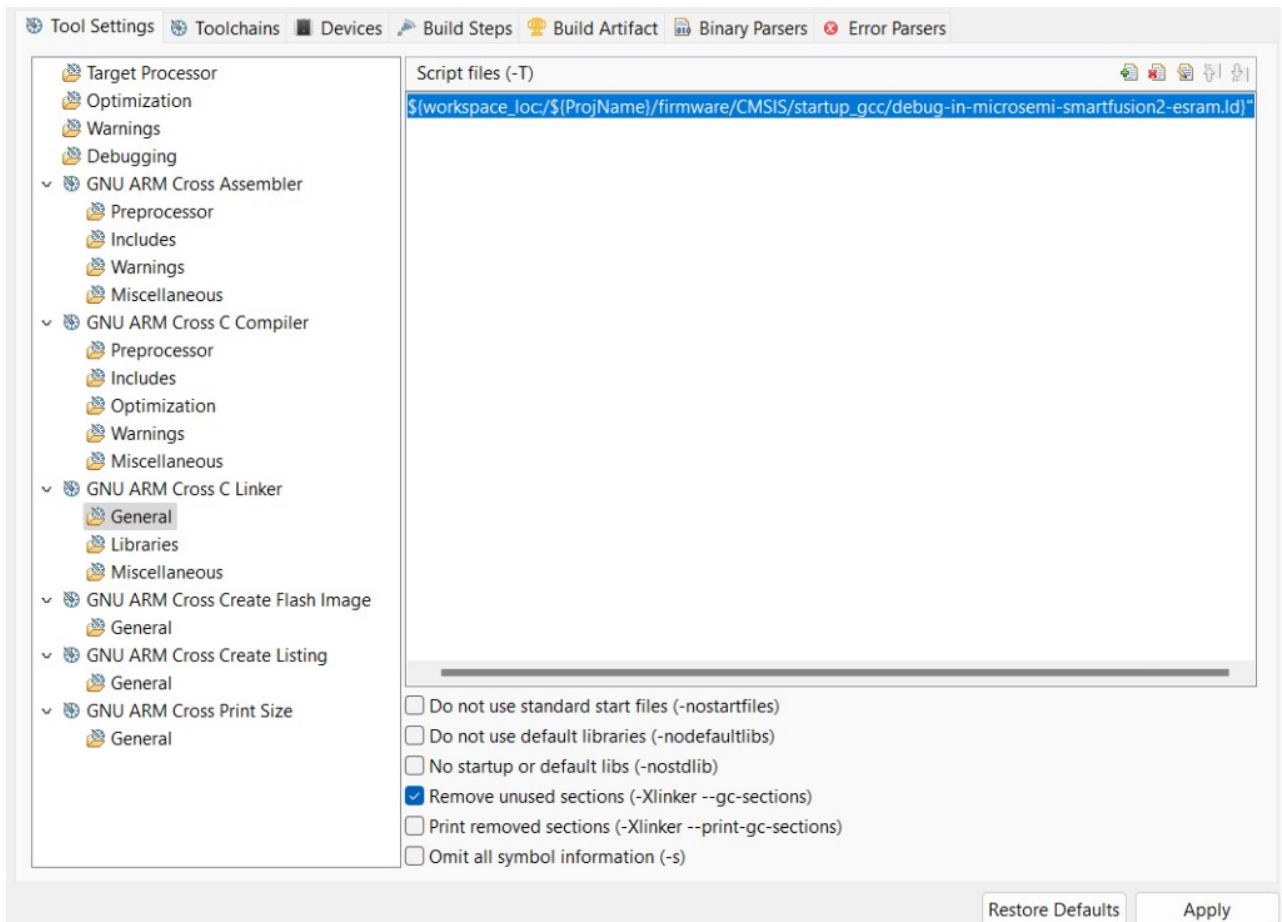 Tool Settings Toolchains Devices Build Steps Build Artifact Binary Parsers Error Parsers
Target Processor
Optimization
Warnings
Debugging
GNU ARM Cross Assembler
Preprocessor
Includes
Warnings
Miscellaneous
GNU ARM Cross C Compiler
Preprocessor
Includes
Optimization
Warnings
Miscellaneous
GNU ARM Cross C Linker
General
Libraries
Miscellaneous
GNU ARM Cross Create Flash Image
General
GNU ARM Cross Create Listing
General
GNU ARM Cross Print Size
General
Script files (-T)
${workspace_loc:/${ProjName}/firmware/CMSIS/startup_gcc/debug-in-microsemi-smartfusion2-esram.ld}"
Do not use standard start files (-nostartfiles)
Do not use default libraries (-nodefaultlibs)
No startup or default libs (-nostdlib)
Remove unused sections (-Xlinker --gc-sections)
Print removed sections (-Xlinker --print-gc-sections)
Omit all symbol information (-s)
Restore Defaults Apply